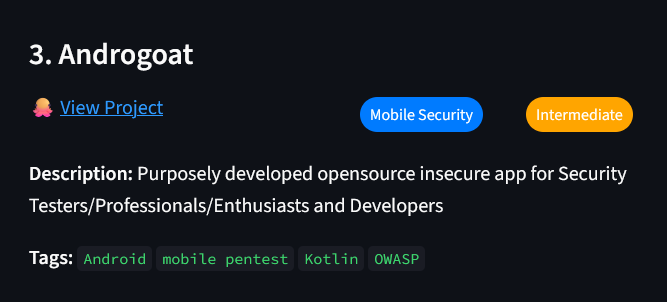 3. Androgoat
View Project
Mobile Security
Intermediate
Description: Purposely developed opensource insecure app for Security
Testers/Professionals/Enthusiasts and Developers
Tags: Android mobile pentest Kotlin OWASP